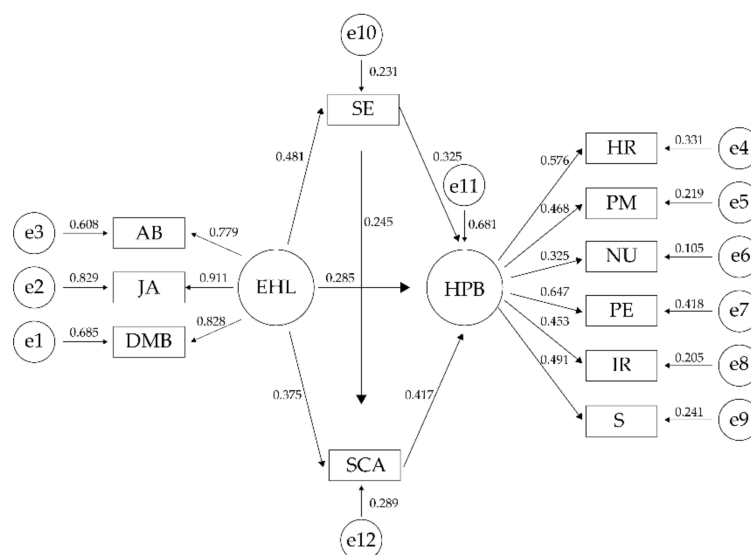 e10
0.231
SE
0.481
0.325
e11
0.681
0.245
HR
0.331
e4
0.576
PM
0.219
e5
0.468
NU
0.105
e6
0.325
PE
0.418
e7
0.647
IR
0.205
e8
0.453
S
0.241
e9
0.491
e3
0.608
AB
0.779
e2
0.829
JA
0.911
EHL
0.285
HPB
e1
0.685
DMB
0.828
0.375
0.417
SCA
0.289
e12